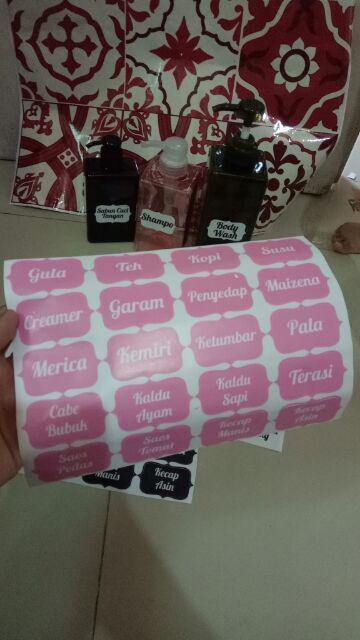 Sabun Cuci
Tangan
Shampo
Body
Wash
Gula
Teh
Kopi
Susu
Creamer
Garam
Penyedap
Maizena
Merica
Kemiri
Ketumbar
Pala
Cabe
Bubuk
Kaldu
Ayam
Kaldu
Sapi
Terasi
Saos
Pedas
Saos
Tomat
Kecap
Manis
Kecap
Asin
Manis
Kecap
Asin